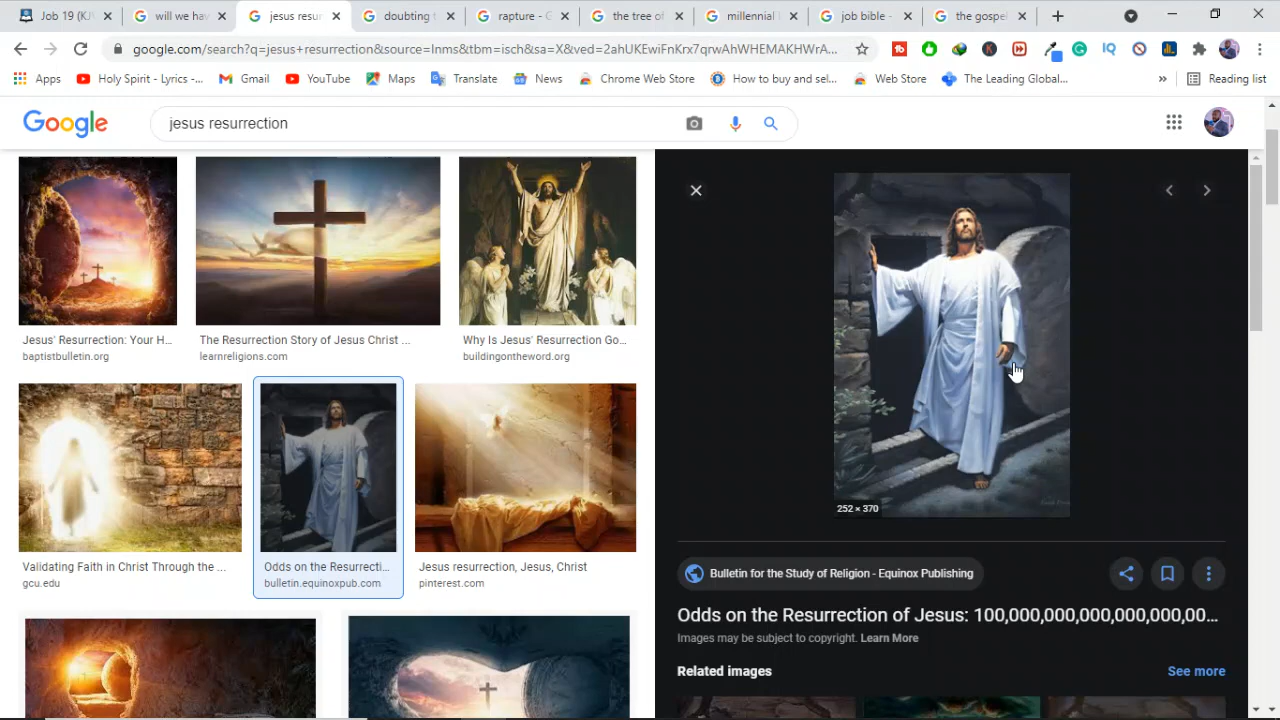 Job 19 (KJV
will we hav
jesus resur
doubting t
rapture - G
the tree of
millennial
job bible -
the gospel
google.com/search?q=jesus+resurrection&source=lnms&tbm=isch&sa=X&ved=2ahUKEwiFnKrx7qrwAhWHEMAKHWrA...
Apps
Holy Spirit - Lyrics -...
Gmail
YouTube
Maps
Translate
News
Chrome Web Store
How to buy and sel...
Web Store
The Leading Global...
»
Reading list
Google
jesus resurrection
Jesus' Resurrection: Your H...
baptistbulletin.org
The Resurrection Story of Jesus Christ ...
learnreligions.com
Why Is Jesus' Resurrection Go...
buildingontheword.org
Validating Faith in Christ Through the ...
gcu.edu
Odds on the Resurrecti...
bulletin.equinoxpub.com
Jesus resurrection, Jesus, Christ
pinterest.com
252 × 370
Bulletin for the Study of Religion - Equinox Publishing
Odds on the Resurrection of Jesus: 100,000,000,000,000,000,00...
Images may be subject to copyright. Learn More
Related images
See more